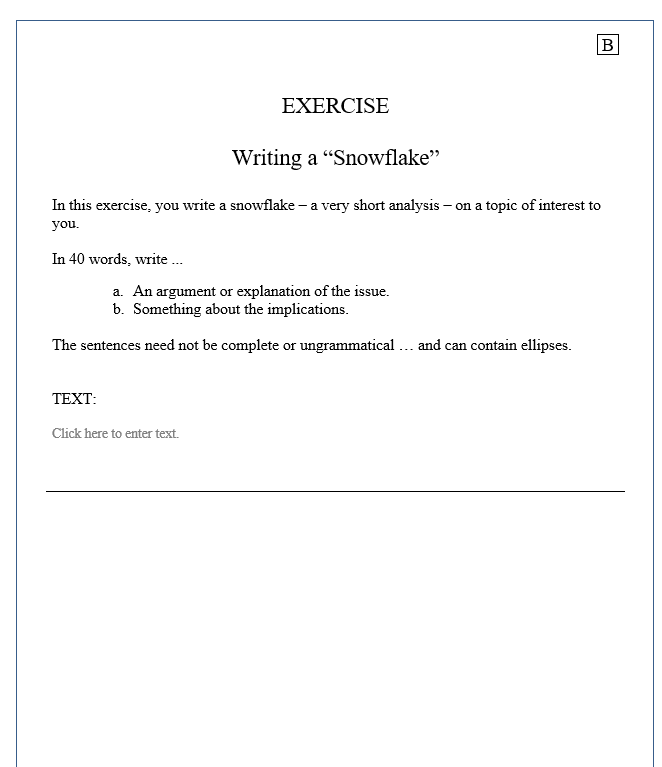 B
EXERCISE
Writing a “Snowflake”
In this exercise, you write a snowflake – a very short analysis – on a topic of interest to
you.
In 40 words, write ...
a. An argument or explanation of the issue.
b. Something about the implications.
The sentences need not be complete or ungrammatical … and can contain ellipses.
TEXT:
Click here to enter text.